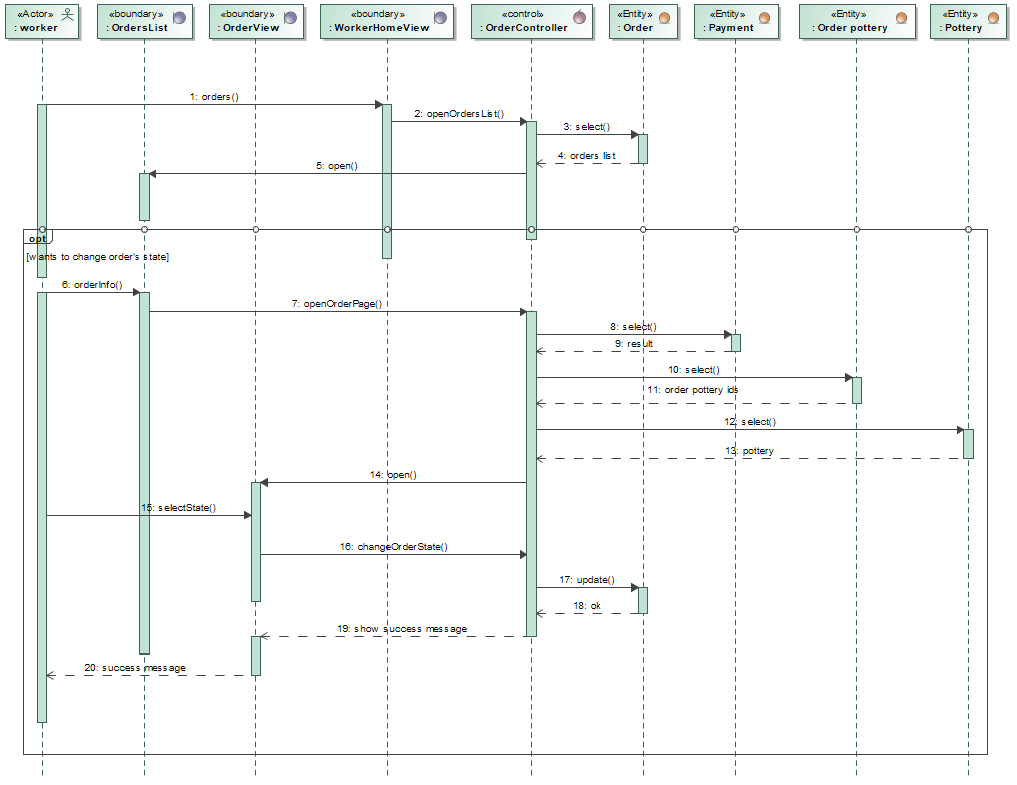 «Actor»
: worker
«boundary»
: OrdersList
«boundary»
: OrderView
«boundary»
: WorkerHomeView
«control»
: OrderController
«Entity»
: Order
«Entity»
: Payment
«Entity»
: Order pottery
«Entity»
: Pottery
1: orders()
2: openOrdersList()
3: select()
4: orders list
5: open()
opt
[wants to change order's state]
6: orderInfo()
7: openOrderPage()
8: select()
9: result
10: select()
11: order pottery ids
12: select()
13: pottery
14: open()
15: selectState()
16: changeOrderState()
17: update()
18: ok
19: show success message
20: success message